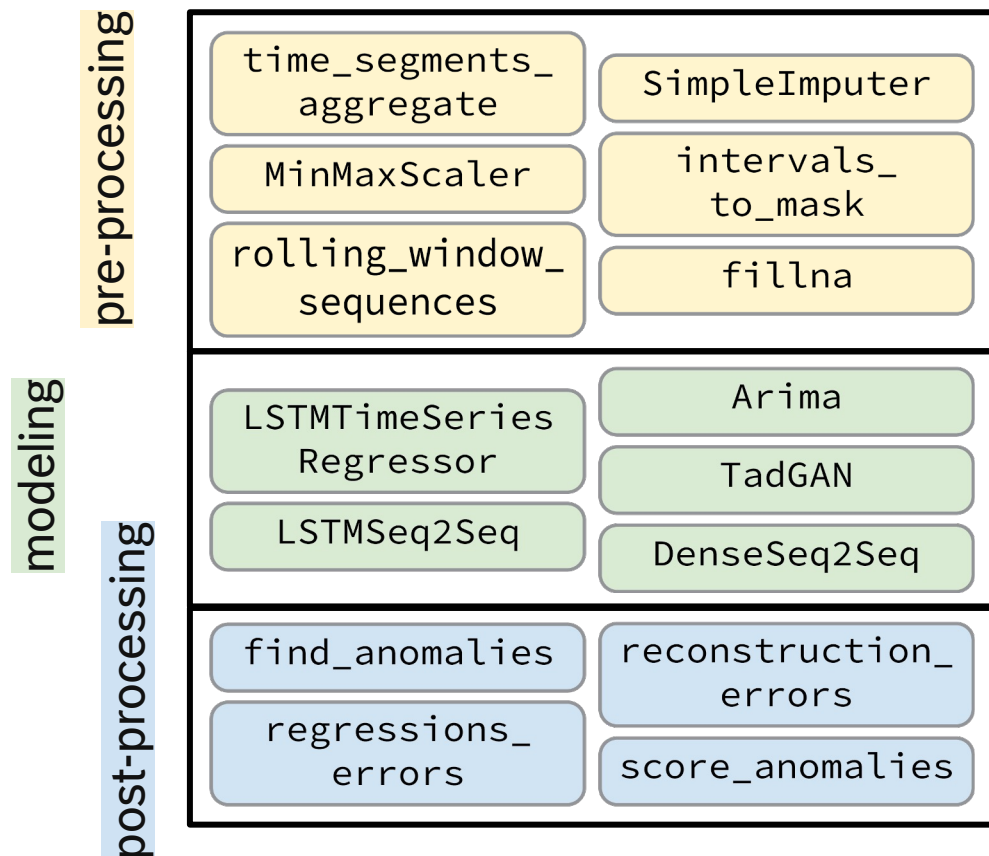 pre-processing
time_segments_
aggregate
MinMaxScaler
rolling_window_
sequences
SimpleImputer
intervals_
to_mask
fillna
modeling
LSTMTimeSeries
Regressor
LSTMSeq2Seq
Arima
TadGAN
DenseSeq2Seq
post-processing
find_anomalies
regressions_
errors
reconstruction_
errors
score_anomalies